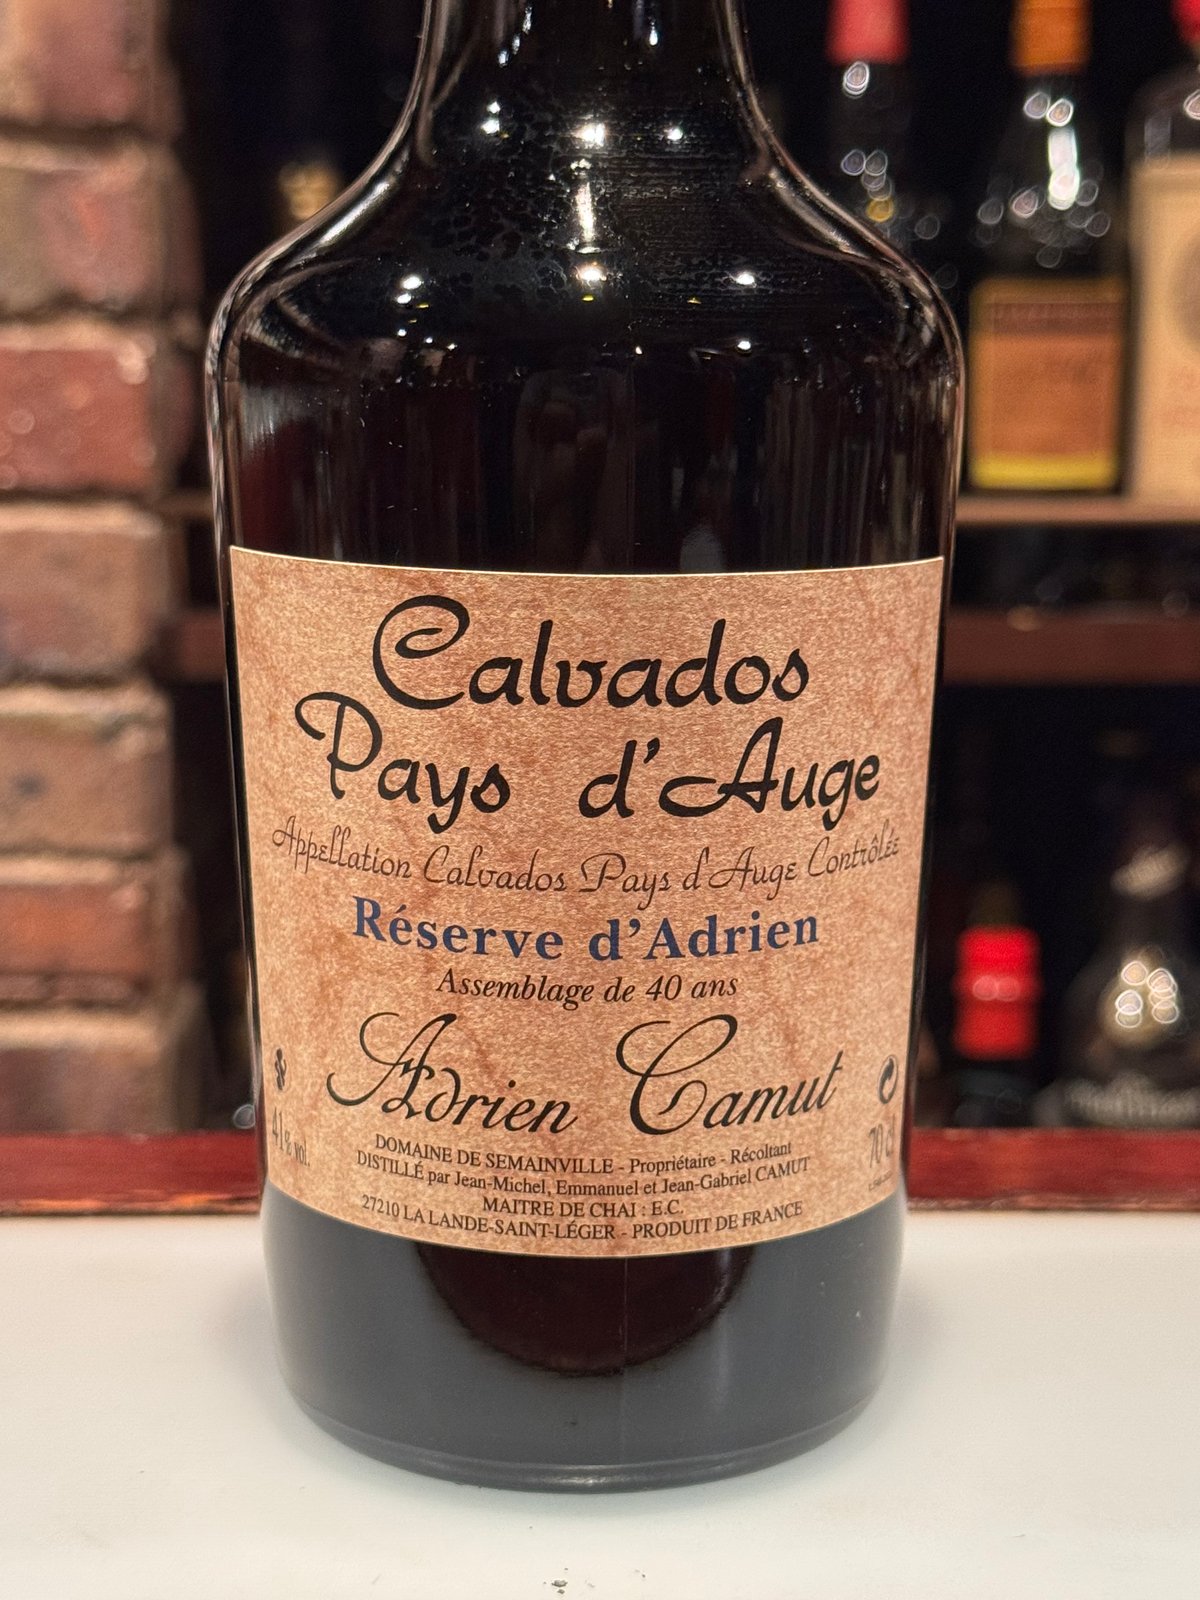 Calvados
Pays d'Auge
Appellation Calvados Pays d'Auge Contrôlée
Réserve d'Adrien
Assemblage de 40 ans
Adrien Camut
41% vol.
70 cl
DOMAINE DE SEMAINVILLE - Propriétaire - Récoltant
DISTILLÉ par Jean-Michel, Emmanuel et Jean-Gabriel CAMUT
MAITRE DE CHAI : E.C.
27210 LA LANDE-SAINT-LÉGER - PRODUIT DE FRANCE